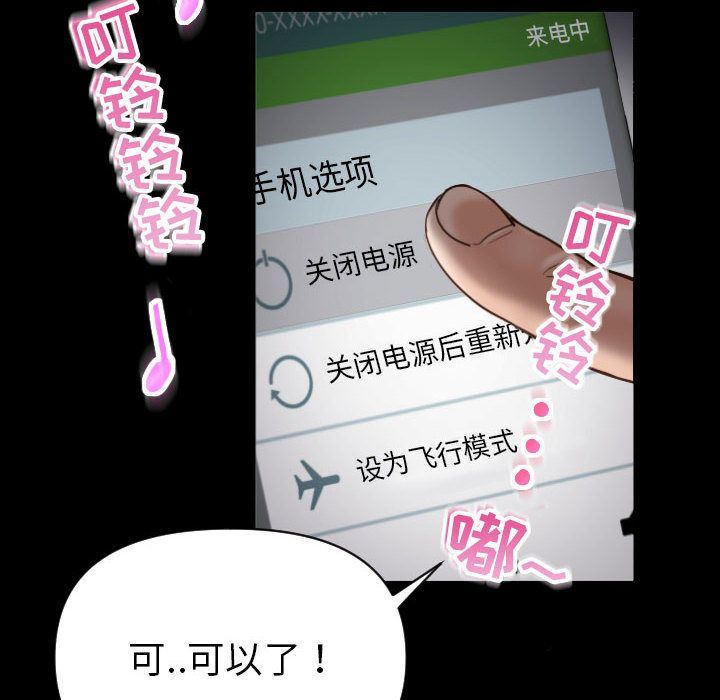 0-XXXX-XXXX
来电中
叮铃铃铃
手机选项
关闭电源
叮铃铃・・・
关闭电源后重新
设为飞行模式
嘟~
可..可以了！